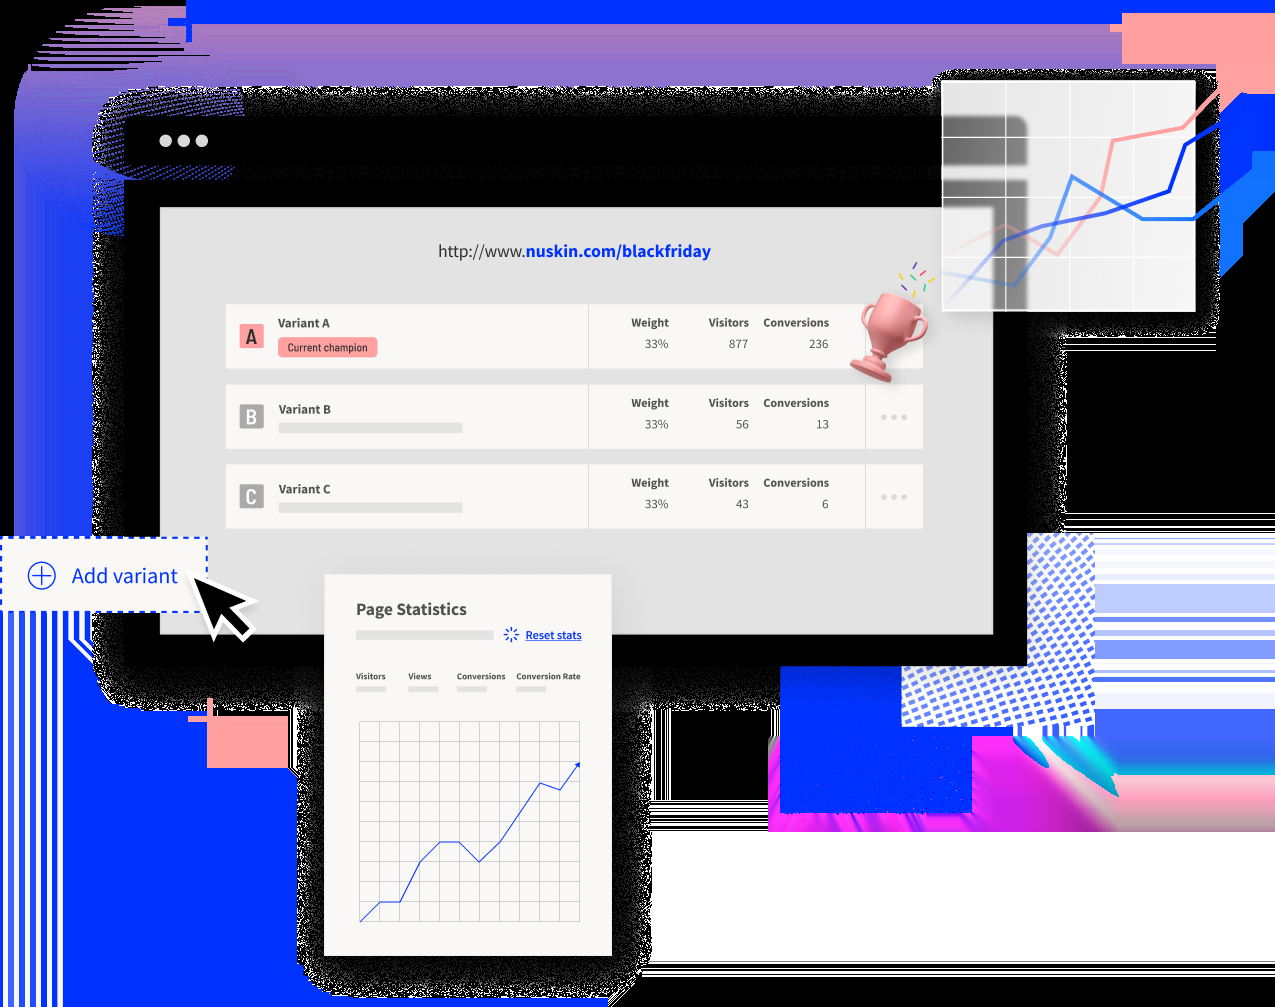 http://www.nuskin.com/blackfriday
A Variant A Weight Visitors Conversions
Current champion 33% 877 236
B Variant B Weight Visitors Conversions
33% 56 13
C Variant C Weight Visitors Conversions
33% 43 6
Add variant
Page Statistics
Reset stats
Visitors Views Conversions Conversion Rate